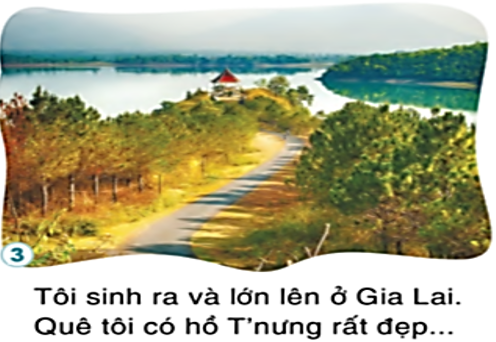 3
Tôi sinh ra và lớn lên ở Gia Lai.
Quê tôi có hồ T’nưng rất đẹp...